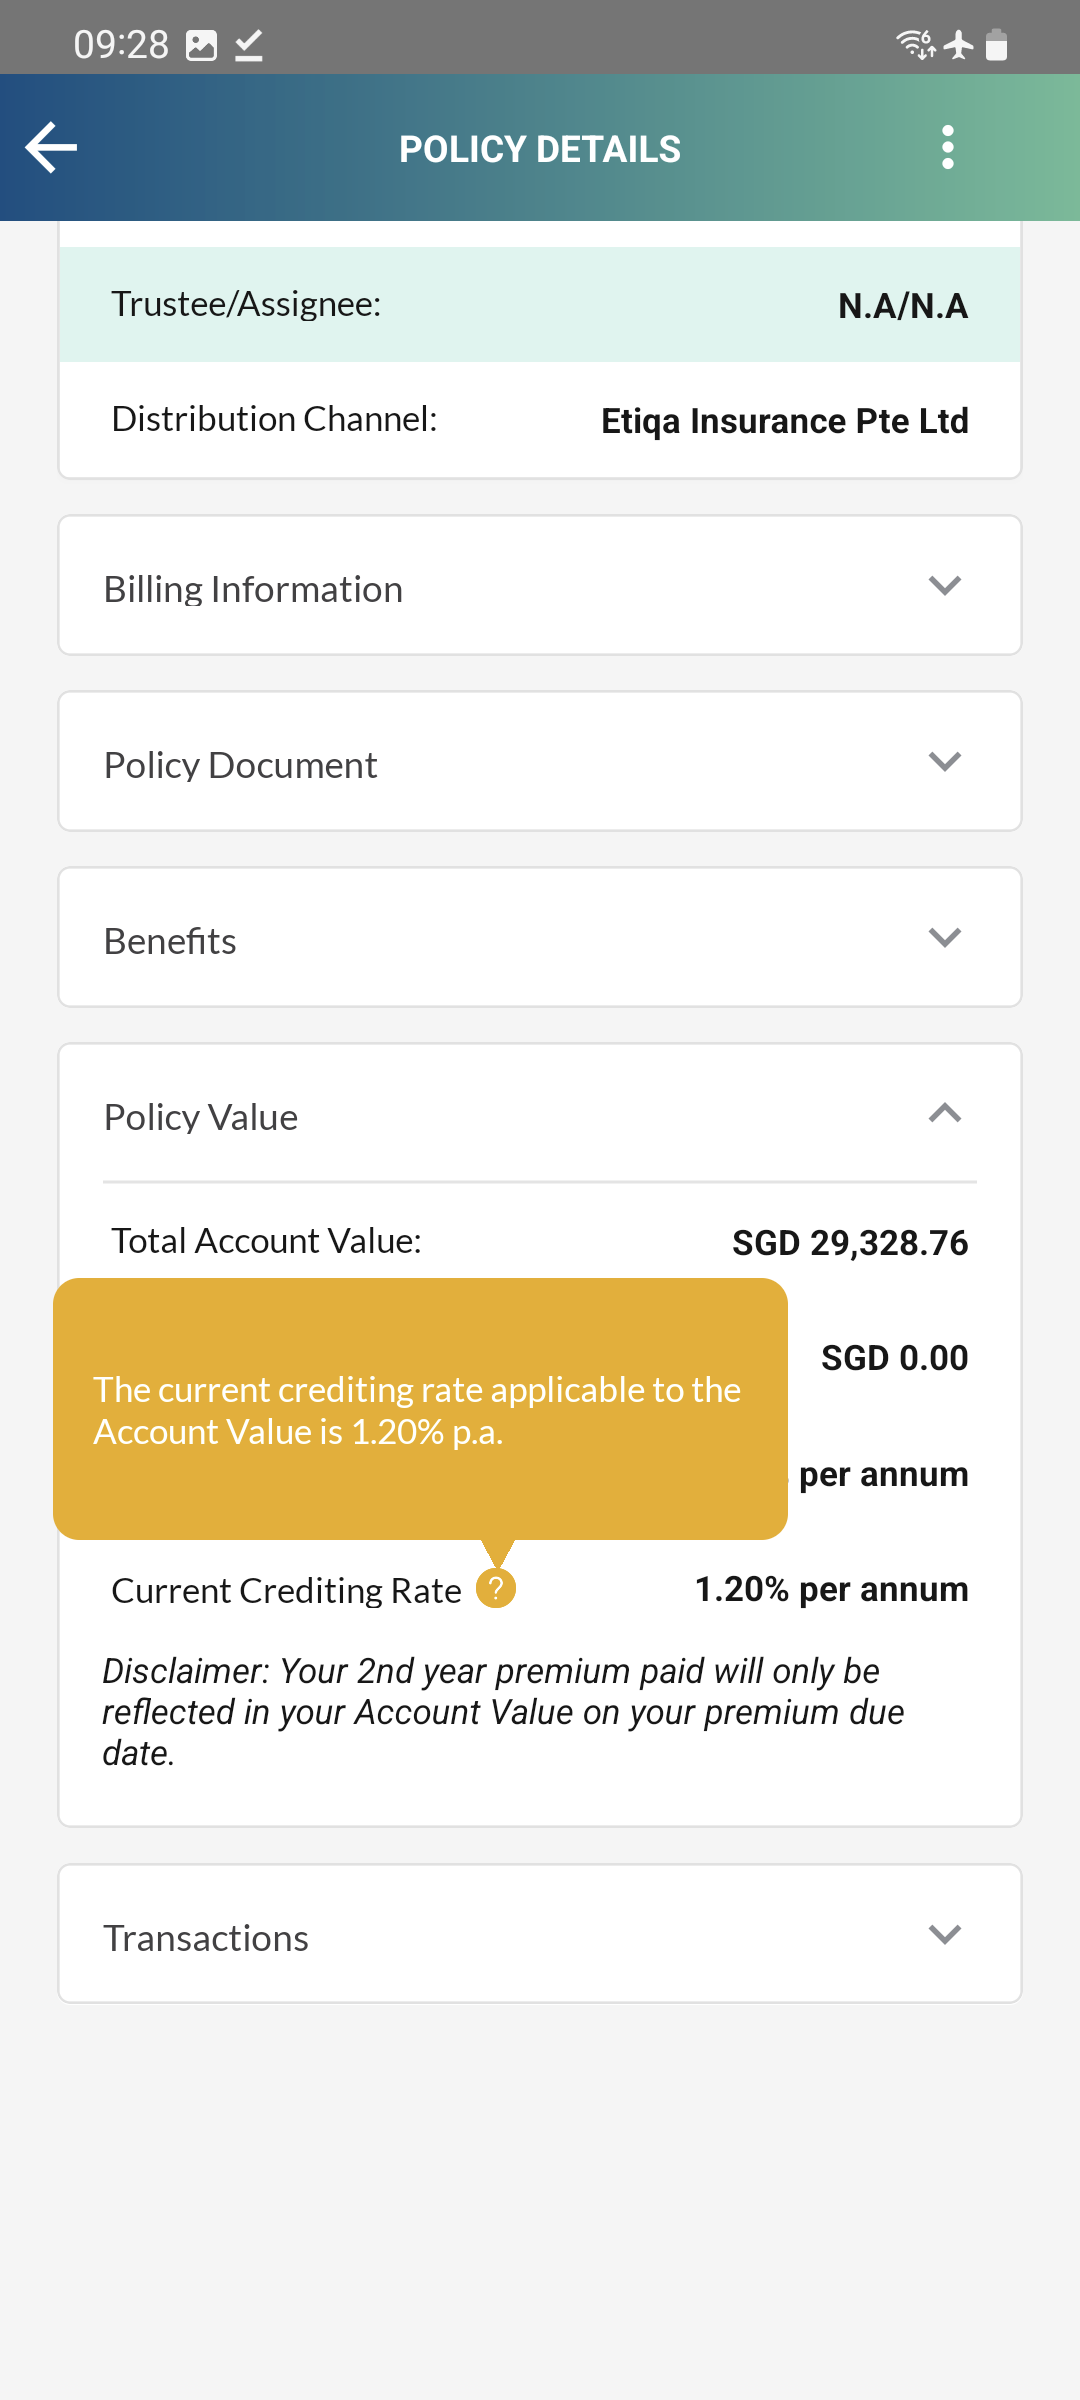 09:28
POLICY DETAILS
Trustee/Assignee: N.A/N.A
Distribution Channel: Etiqa Insurance Pte Ltd
Billing Information
Policy Document
Benefits
Policy Value
Total Account Value: SGD 29,328.76
SGD 0.00
The current crediting rate applicable to the
Account Value is 1.20% p.a.
per annum
Current Crediting Rate ? 1.20% per annum
Disclaimer: Your 2nd year premium paid will only be
reflected in your Account Value on your premium due
date.
Transactions